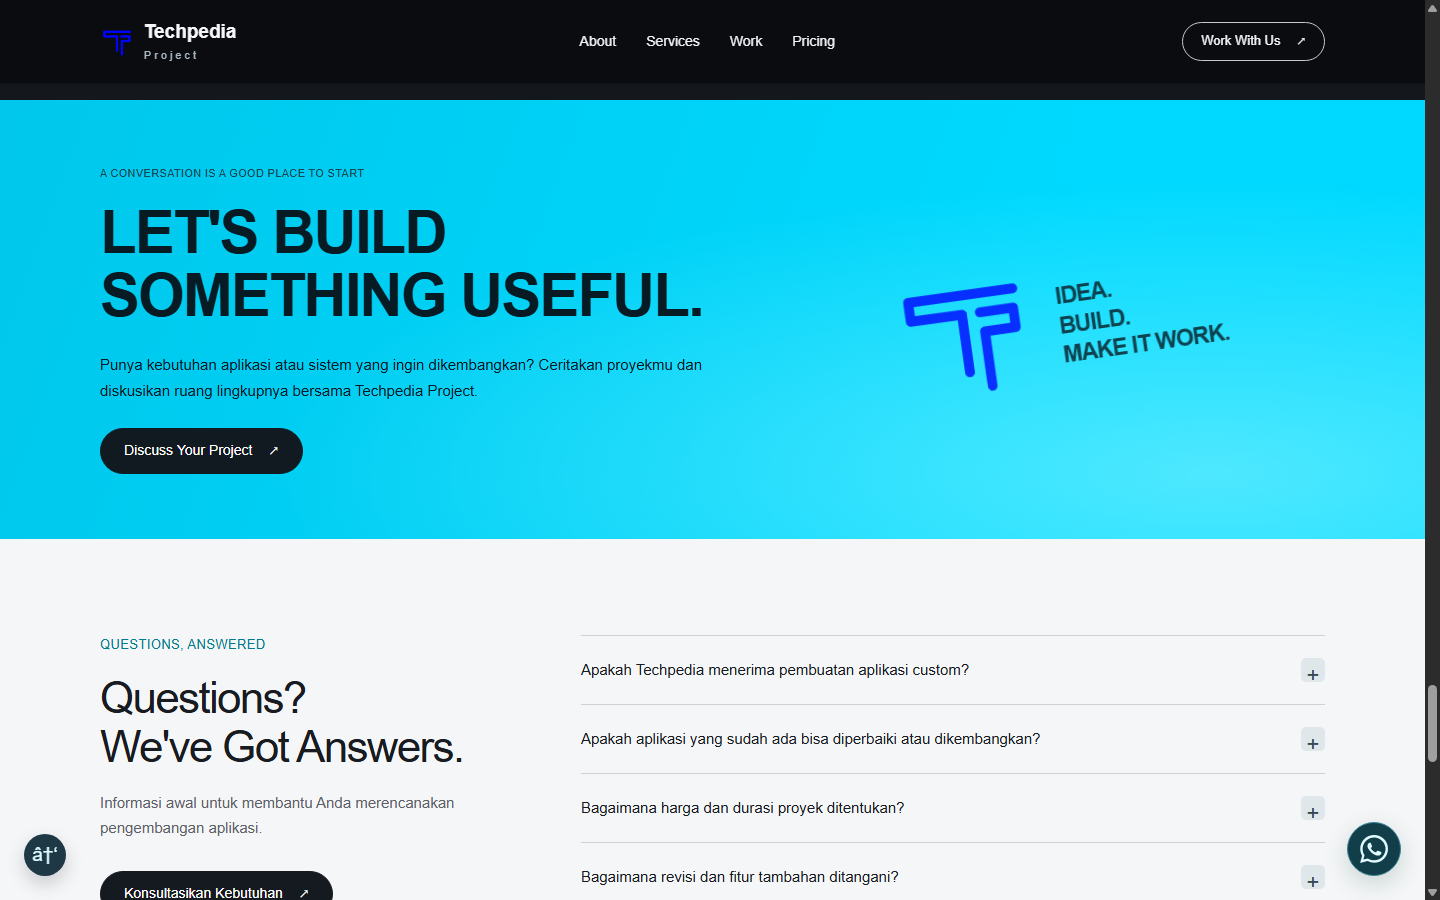 Techpedia
Project
About
Services
Work
Pricing
Work With Us ↗
A CONVERSATION IS A GOOD PLACE TO START
LET'S BUILD
SOMETHING USEFUL.
Punya kebutuhan aplikasi atau sistem yang ingin dikembangkan? Ceritakan proyekmu dan
diskusikan ruang lingkupnya bersama Techpedia Project.
Discuss Your Project ↗
IDEA.
BUILD.
MAKE IT WORK.
QUESTIONS, ANSWERED
Questions?
We've Got Answers.
Informasi awal untuk membantu Anda merencanakan
pengembangan aplikasi.
Konsultasikan Kebutuhan ↗
Apakah Techpedia menerima pembuatan aplikasi custom?
+
Apakah aplikasi yang sudah ada bisa diperbaiki atau dikembangkan?
+
Bagaimana harga dan durasi proyek ditentukan?
+
Bagaimana revisi dan fitur tambahan ditangani?
+
â†‘